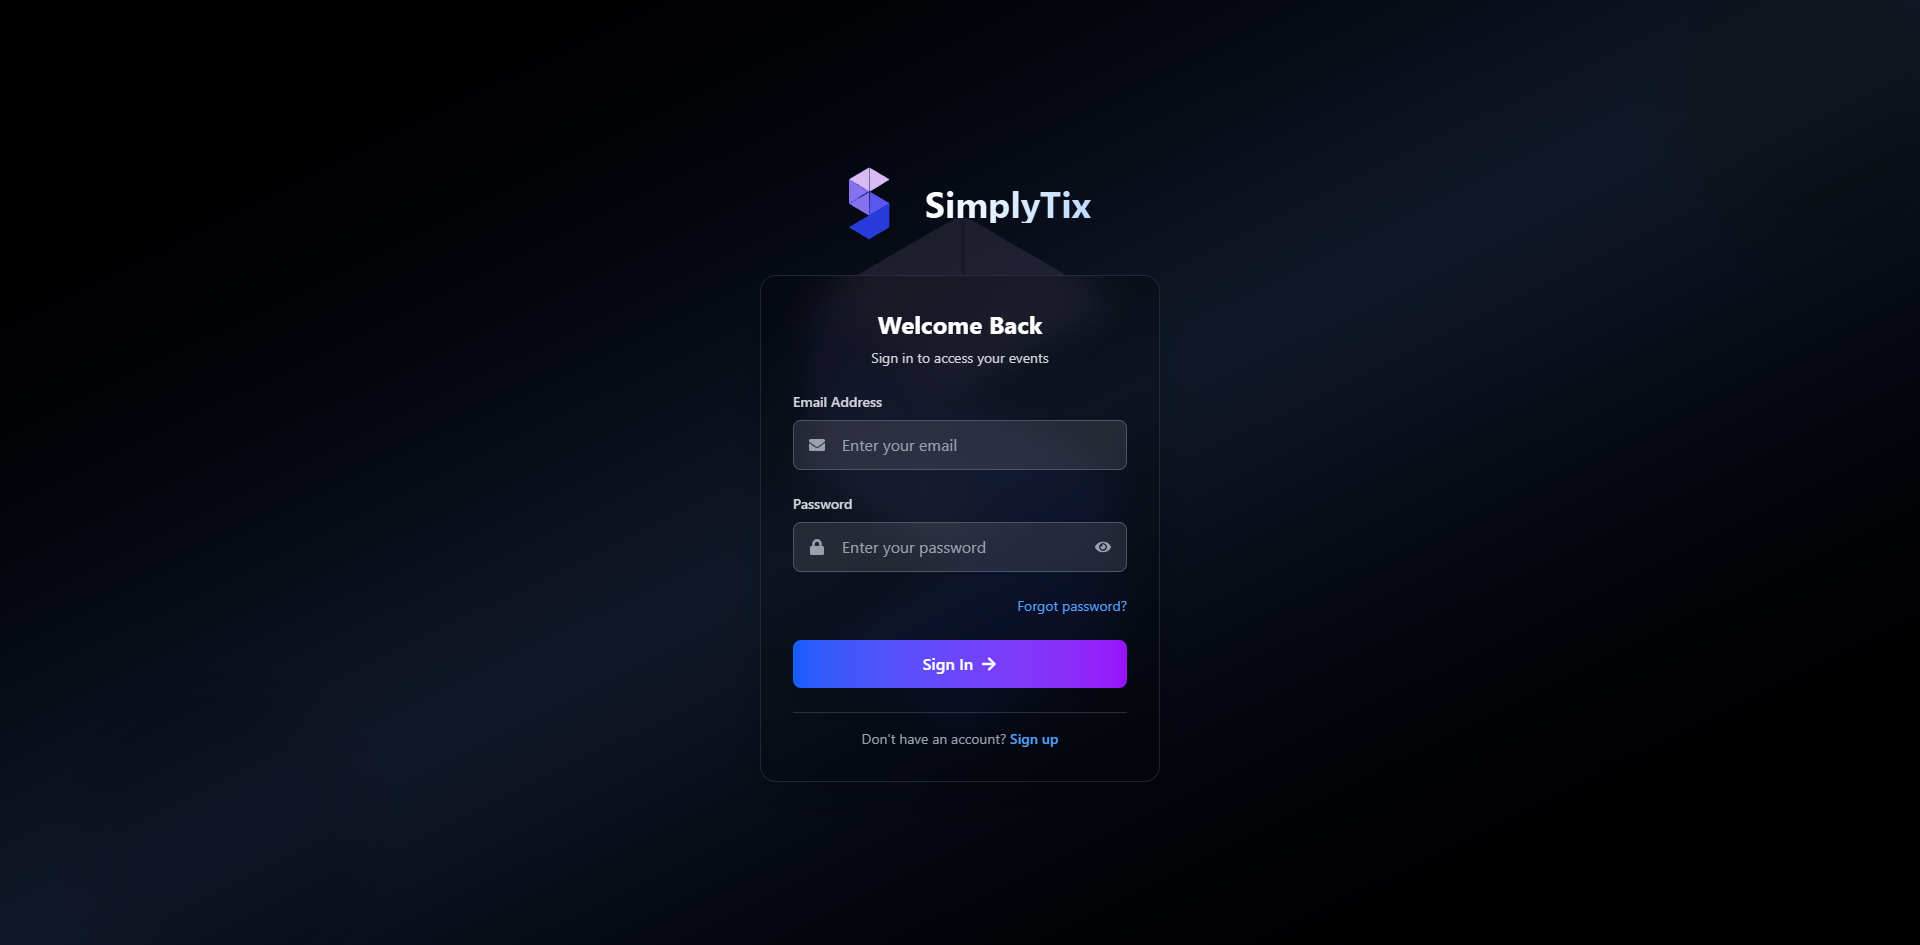 SimplyTix
Welcome Back
Sign in to access your events
Email Address
Enter your email
Password
Enter your password
Forgot password?
Sign In
Don't have an account? Sign up